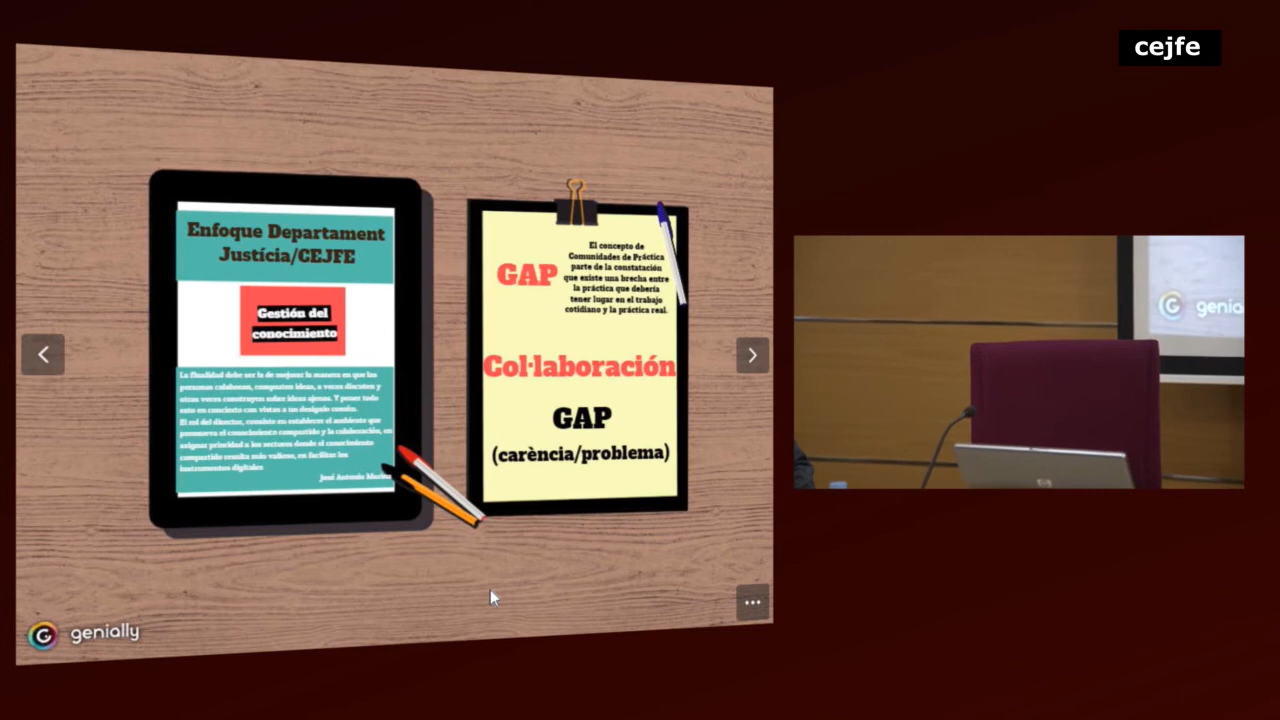 cejfe
Enfoque Departament
Justícia/CEJFE
Gestión del
conocimiento
La finalidad debe ser la de mejorar la manera en que las
personas colaboran, comparten ideas, a veces discuten y
otras veces construyen sobre ideas ajenas. Y poner todo
esto en contexto con vistas a un designio común.
El rol del director, consiste en establecer el ambiente que
promueva el conocimiento compartido y la colaboración, en
asignar prioridad a los sectores donde el conocimiento
compartido resulta más valioso, en facilitar los
instrumentos digitales
José Antonio
GAP
El concepto de
Comunidades de Práctica
parte de la constatación
que existe una brecha entre
la práctica que debería
tener lugar en el trabajo
cotidiano y la práctica real.
Col·laboración
GAP
(carència/problema)
genially
genia